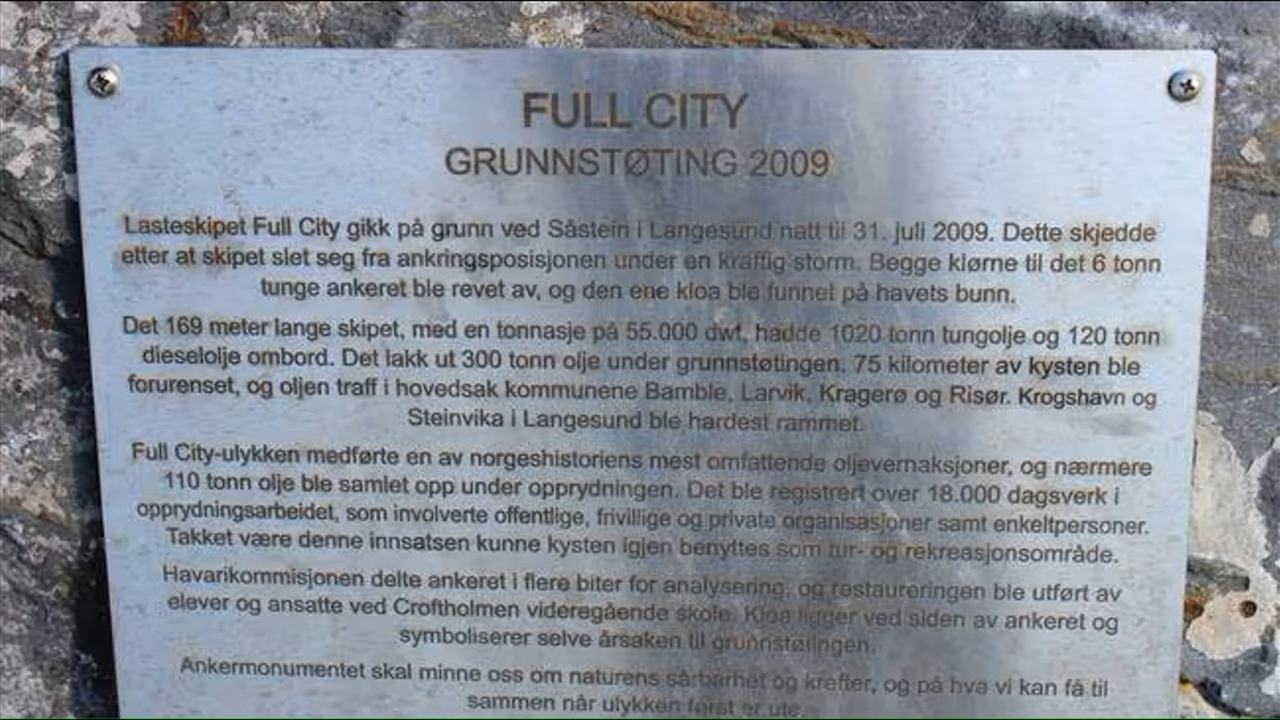 FULL CITY
GRUNNSTØTING 2009
Lasteskipet Full City gikk på grunn ved Såstein i Langesund natt til 31. juli 2009. Dette skjedde
etter at skipet slet seg fra ankringsposisjonen under en kraftig storm. Begge klørne til det 6 tonn
tunge ankeret ble revet av, og den ene kloa ble funnet på havets bunn.
Det 169 meter lange skipet, med en tonnasje på 55.000 dwt, hadde 1020 tonn tungolje og 120 tonn
dieselolje ombord. Det lakk ut 300 tonn olje under grunnstøtingen. 75 kilometer av kysten ble
forurenset, og oljen traff i hovedsak kommunene Bamble, Larvik, Kragerø og Risør. Krogshavn og
Steinvika i Langesund ble hardest rammet.
Full City-ulykken medførte en av norgeshistoriens mest omfattende oljevernaksjoner, og nærmere
110 tonn olje ble samlet opp under opprydningen. Det ble registrert over 18.000 dagsverk i
opprydningsarbeidet, som involverte offentlige, frivillige og private organisasjoner samt enkeltpersoner.
Takket være denne innsatsen kunne kysten igjen benyttes som tur- og rekreasjonsområde.
Havarikommisjonen delte ankeret i flere biter for analysering, og restaureringen ble utført av
elever og ansatte ved Croftholmen videregående skole. Kloa ligger ved siden av ankeret og
symboliserer selve årsaken til grunnstøtingen.
Ankermonumentet skal minne oss om naturens sårbarhet og krefter, og på hva vi kan få til
sammen når ulykken først er ute.